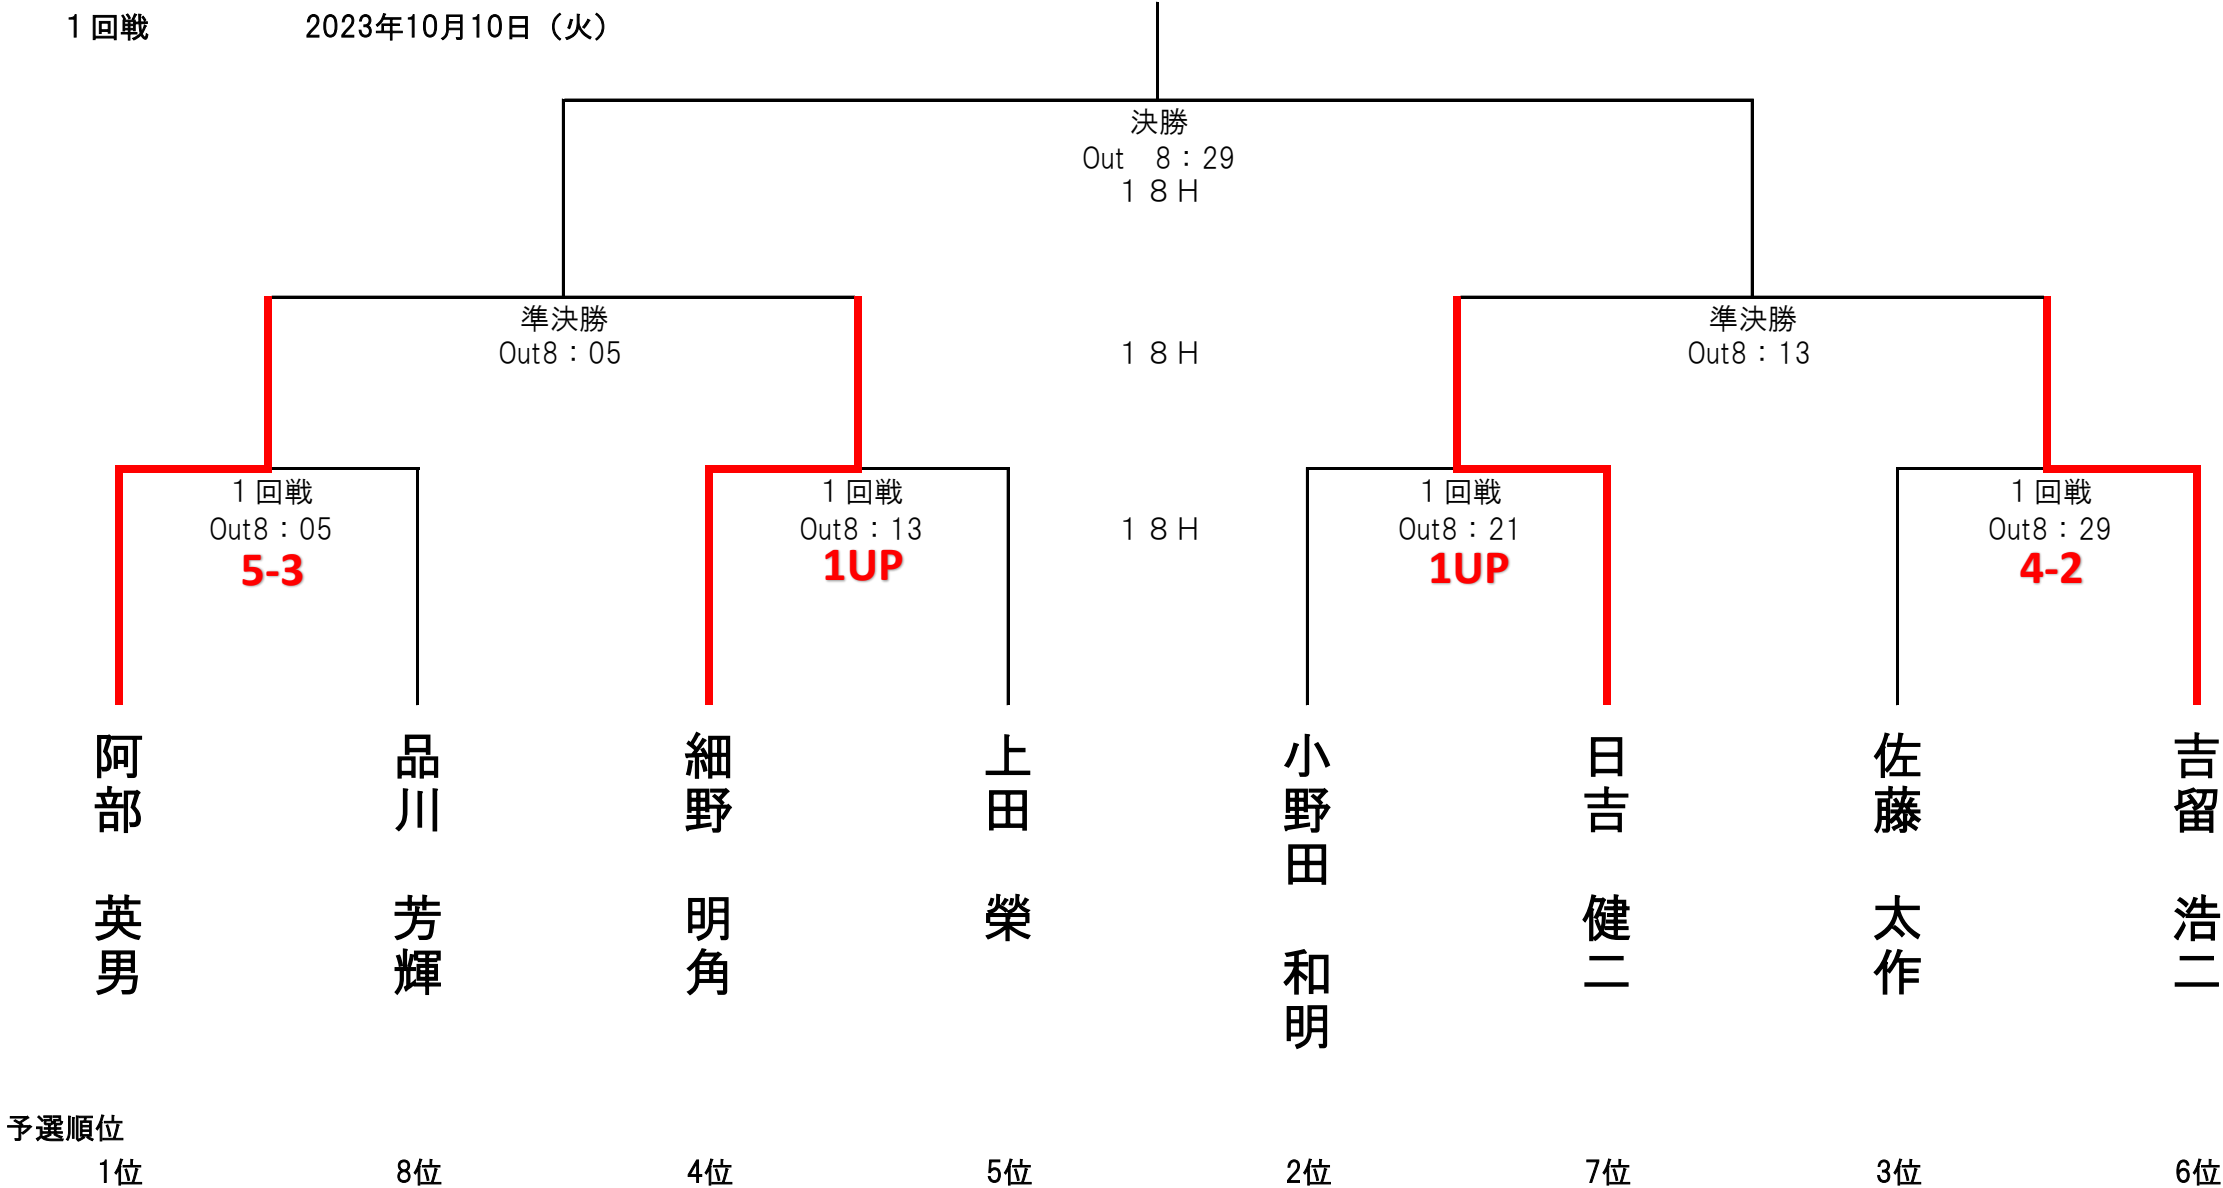 １回戦　2023年10月10日（火）
決勝
Out　8：29
１８Ｈ
準決勝
Out8：05
１８Ｈ
準決勝
Out8：13
１回戦
Out8：05
5-3
１回戦
Out8：13
1UP
１８Ｈ
１回戦
Out8：21
1UP
１回戦
Out8：29
4-2
阿部　英男
品川　芳輝
細野　明角
上田　榮
小野田　和明
日吉　健二
佐藤　太作
吉留　浩二
予選順位
1位　8位　4位　5位　2位　7位　3位　6位